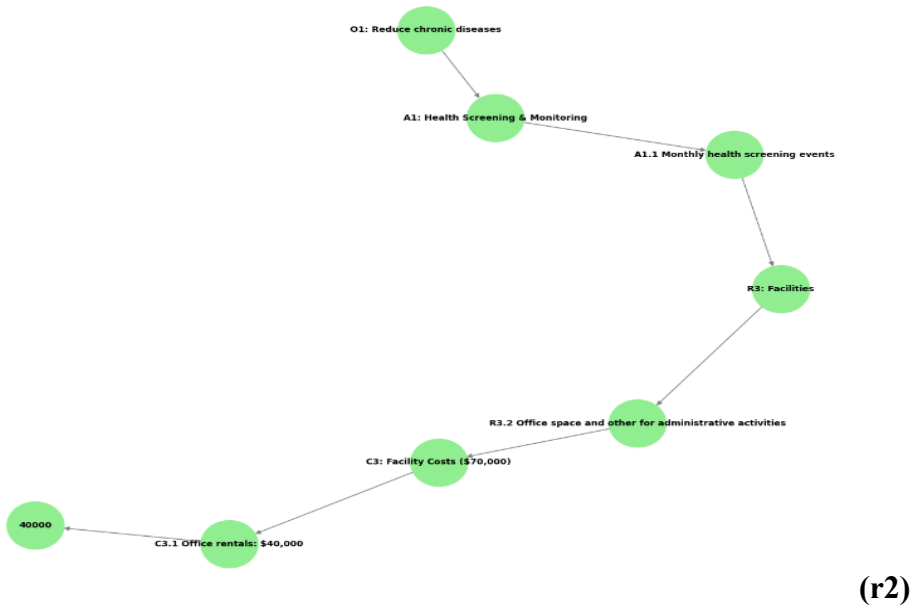 O1: Reduce chronic diseases
A1: Health Screening & Monitoring
A1.1 Monthly health screening events
R3: Facilities
R3.2 Office space and other for administrative activities
C3: Facility Costs ($70,000)
40000
C3.1 Office rentals: $40,000
(r2)